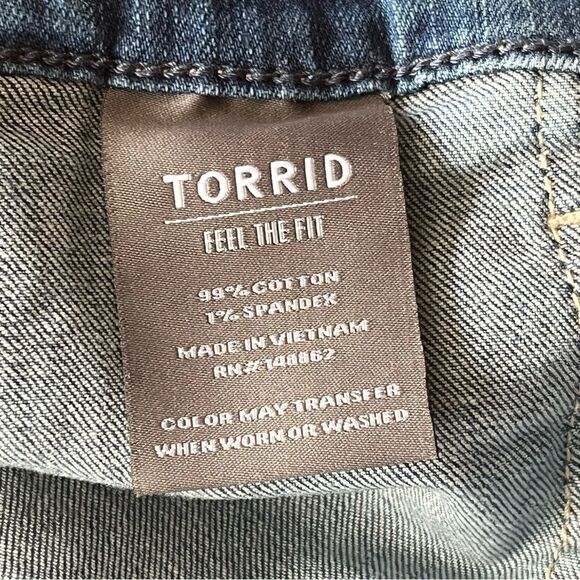 TORRID
FEEL THE FIT
99% COTTON
1% SPANDEX
MADE IN VIETNAM
RN# 148862
COLOR MAY TRANSFER
WHEN WORN OR WASHED